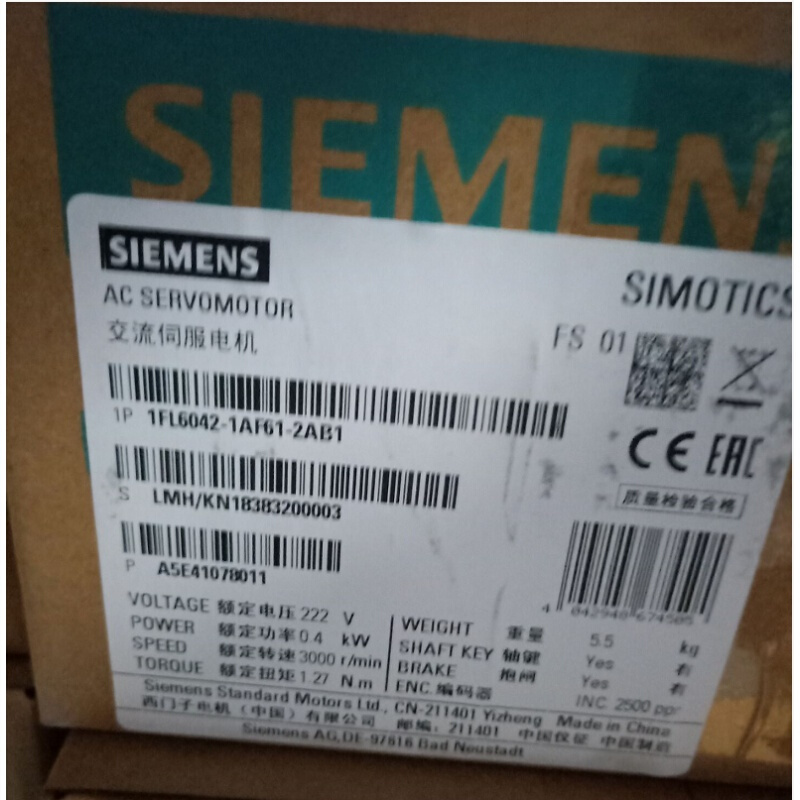 SIEMEN
SIEMENS
SIMOTICS
AC SERVOMOTOR
交流伺服电机
FS 01
1P 1FL6042-1AF61-2AB1
CE EAC
S LMH/KN18383200003
质量检验合格
P A5E41078011
4 042948 674505
VOLTAGE 额定电压 222 V
POWER 额定功率 0.4 kW
SPEED 额定转速 3000 r/min
TORQUE 额定扭矩 1.27 N.m
WEIGHT 重量 5.5 kg
SHAFT KEY 轴键 Yes 有
BRAKE 抱闸 Yes 有
ENC.编码器 INC 2500 ppr
Siemens Standard Motors Ltd., CN-211401 Yizheng Made in China
西门子电机（中国）有限公司 邮编：211401 中国仪征 中国制造
Siemens AG,DE-97616 Bad Neustadt